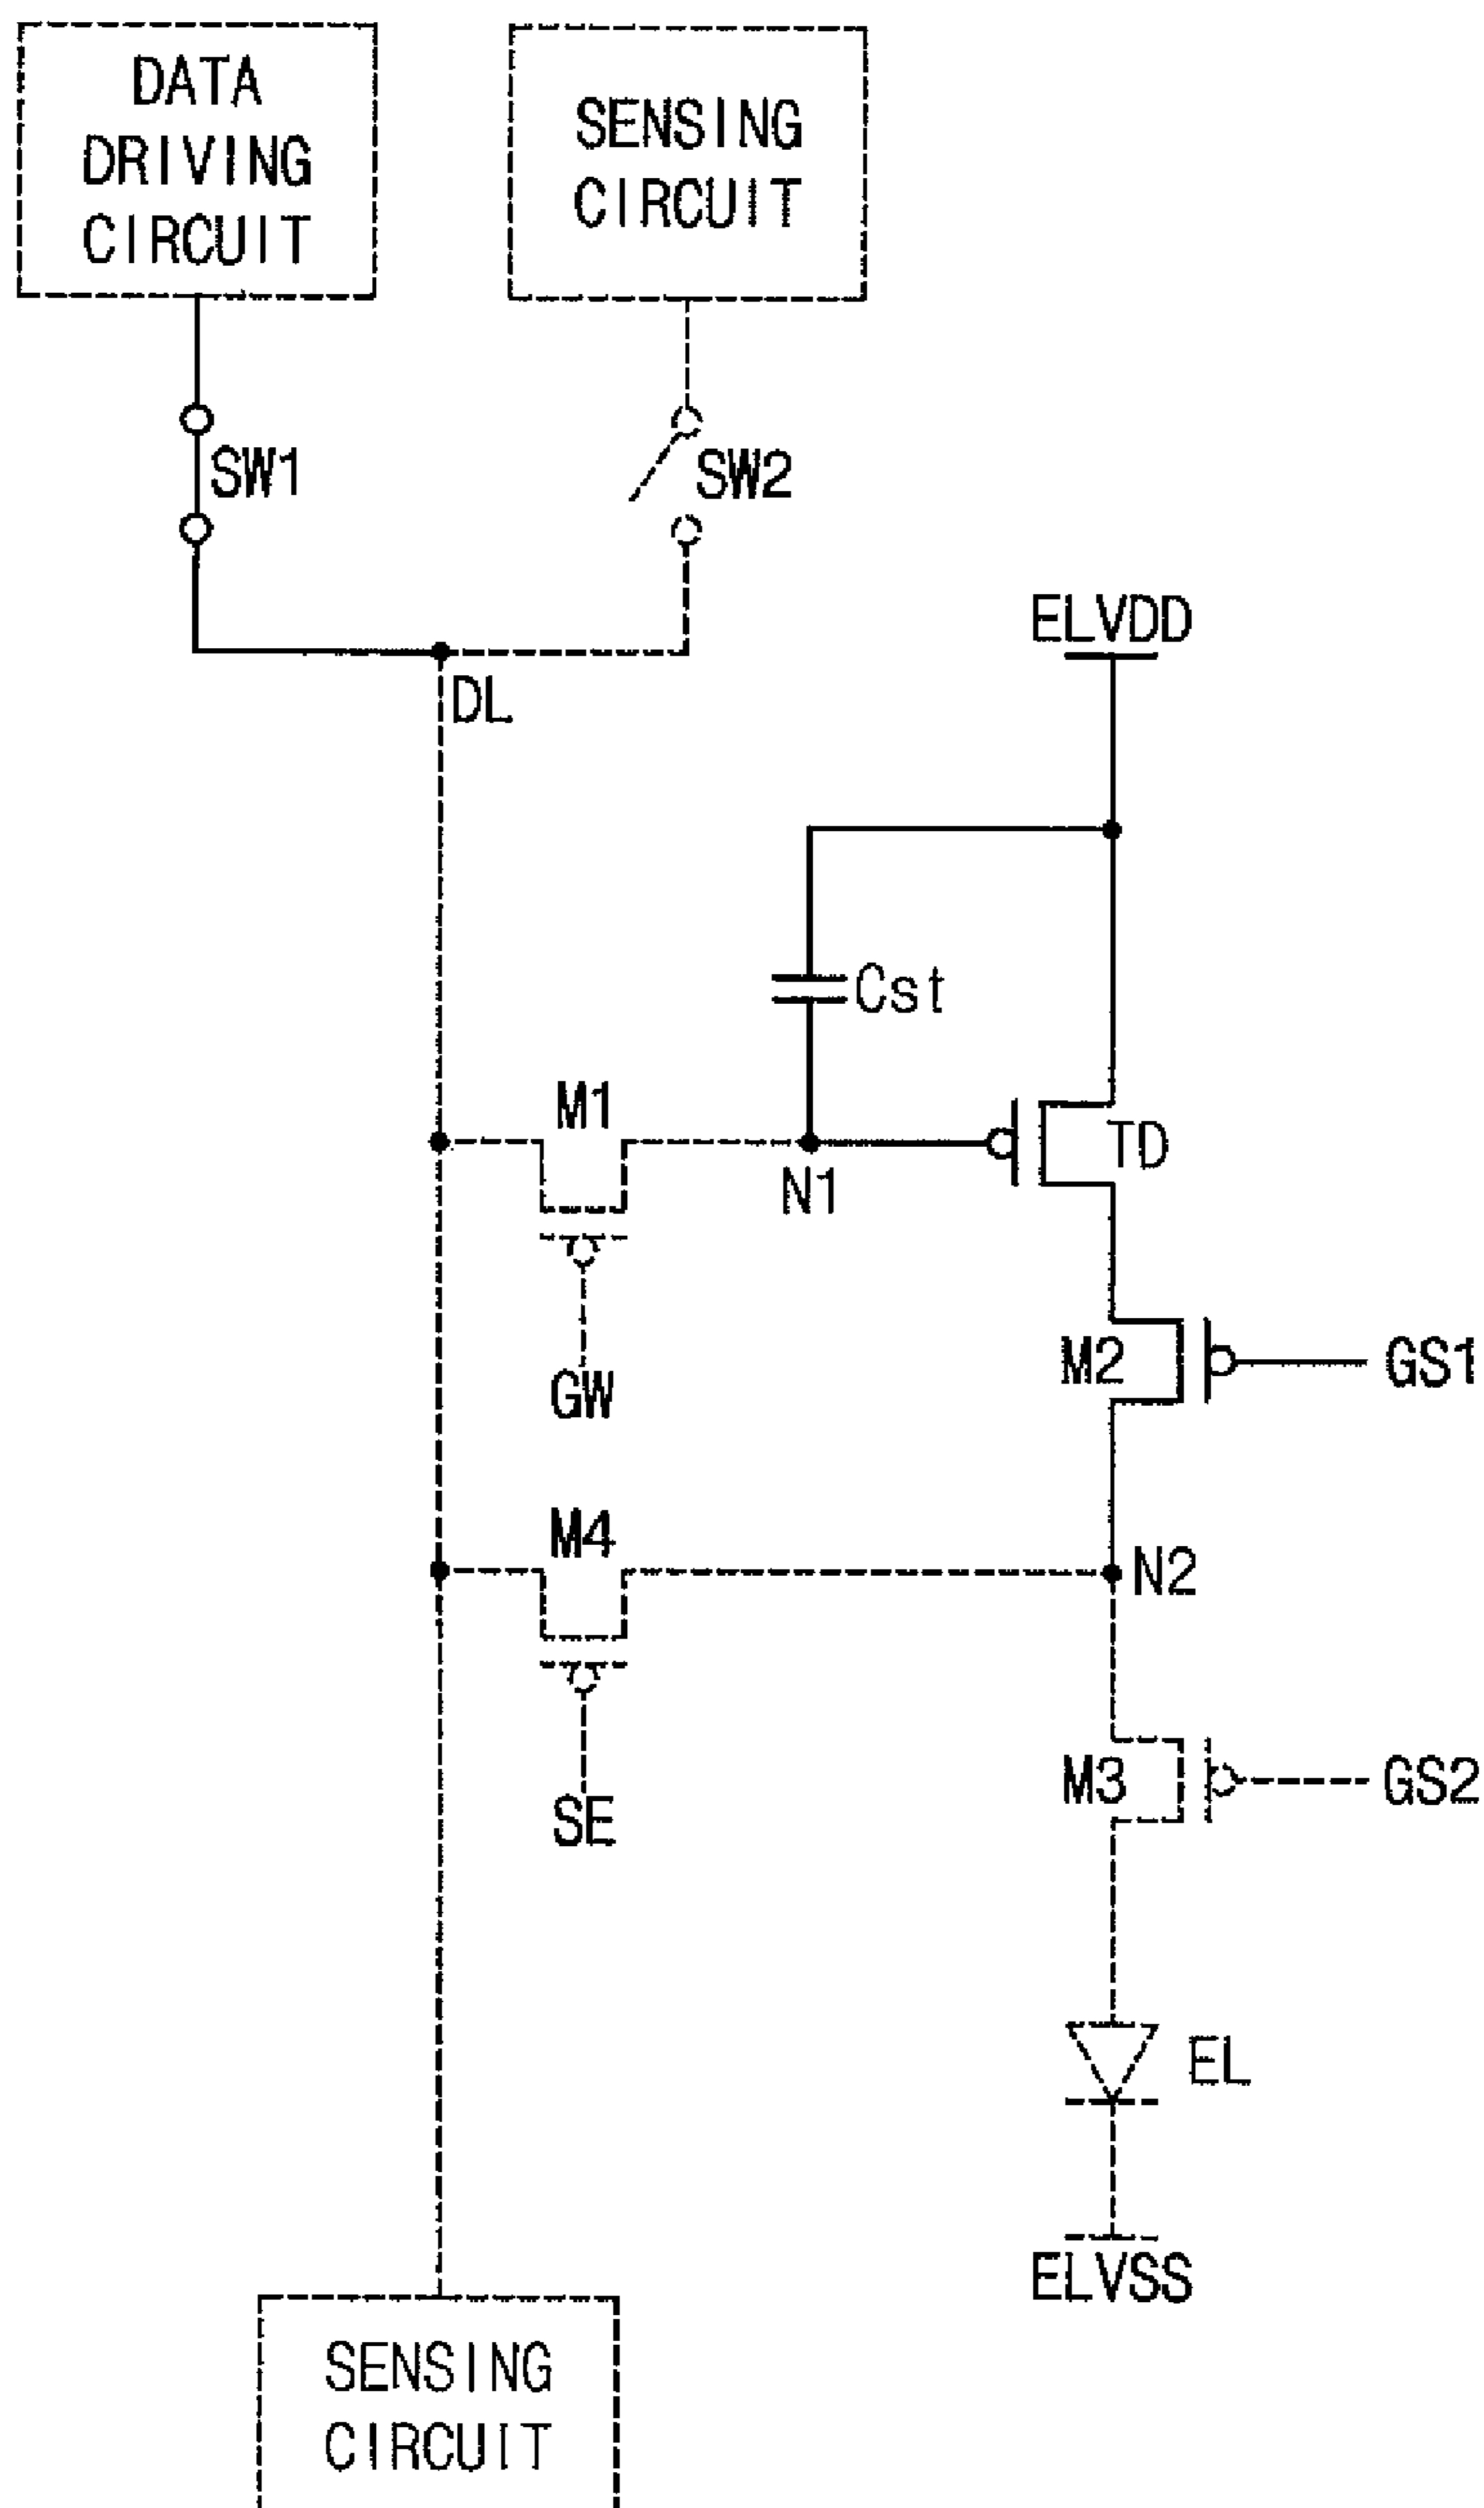 DATA
DRIVING
CIRCUIT
SENSING
CIRCUIT
SW1
SW2
ELVDD
DL
Cst
M1
TD
N1
M2
GS1
GW
M4
N2
M3
GS2
SE
EL
ELVSS
SENSING
CIRCUIT